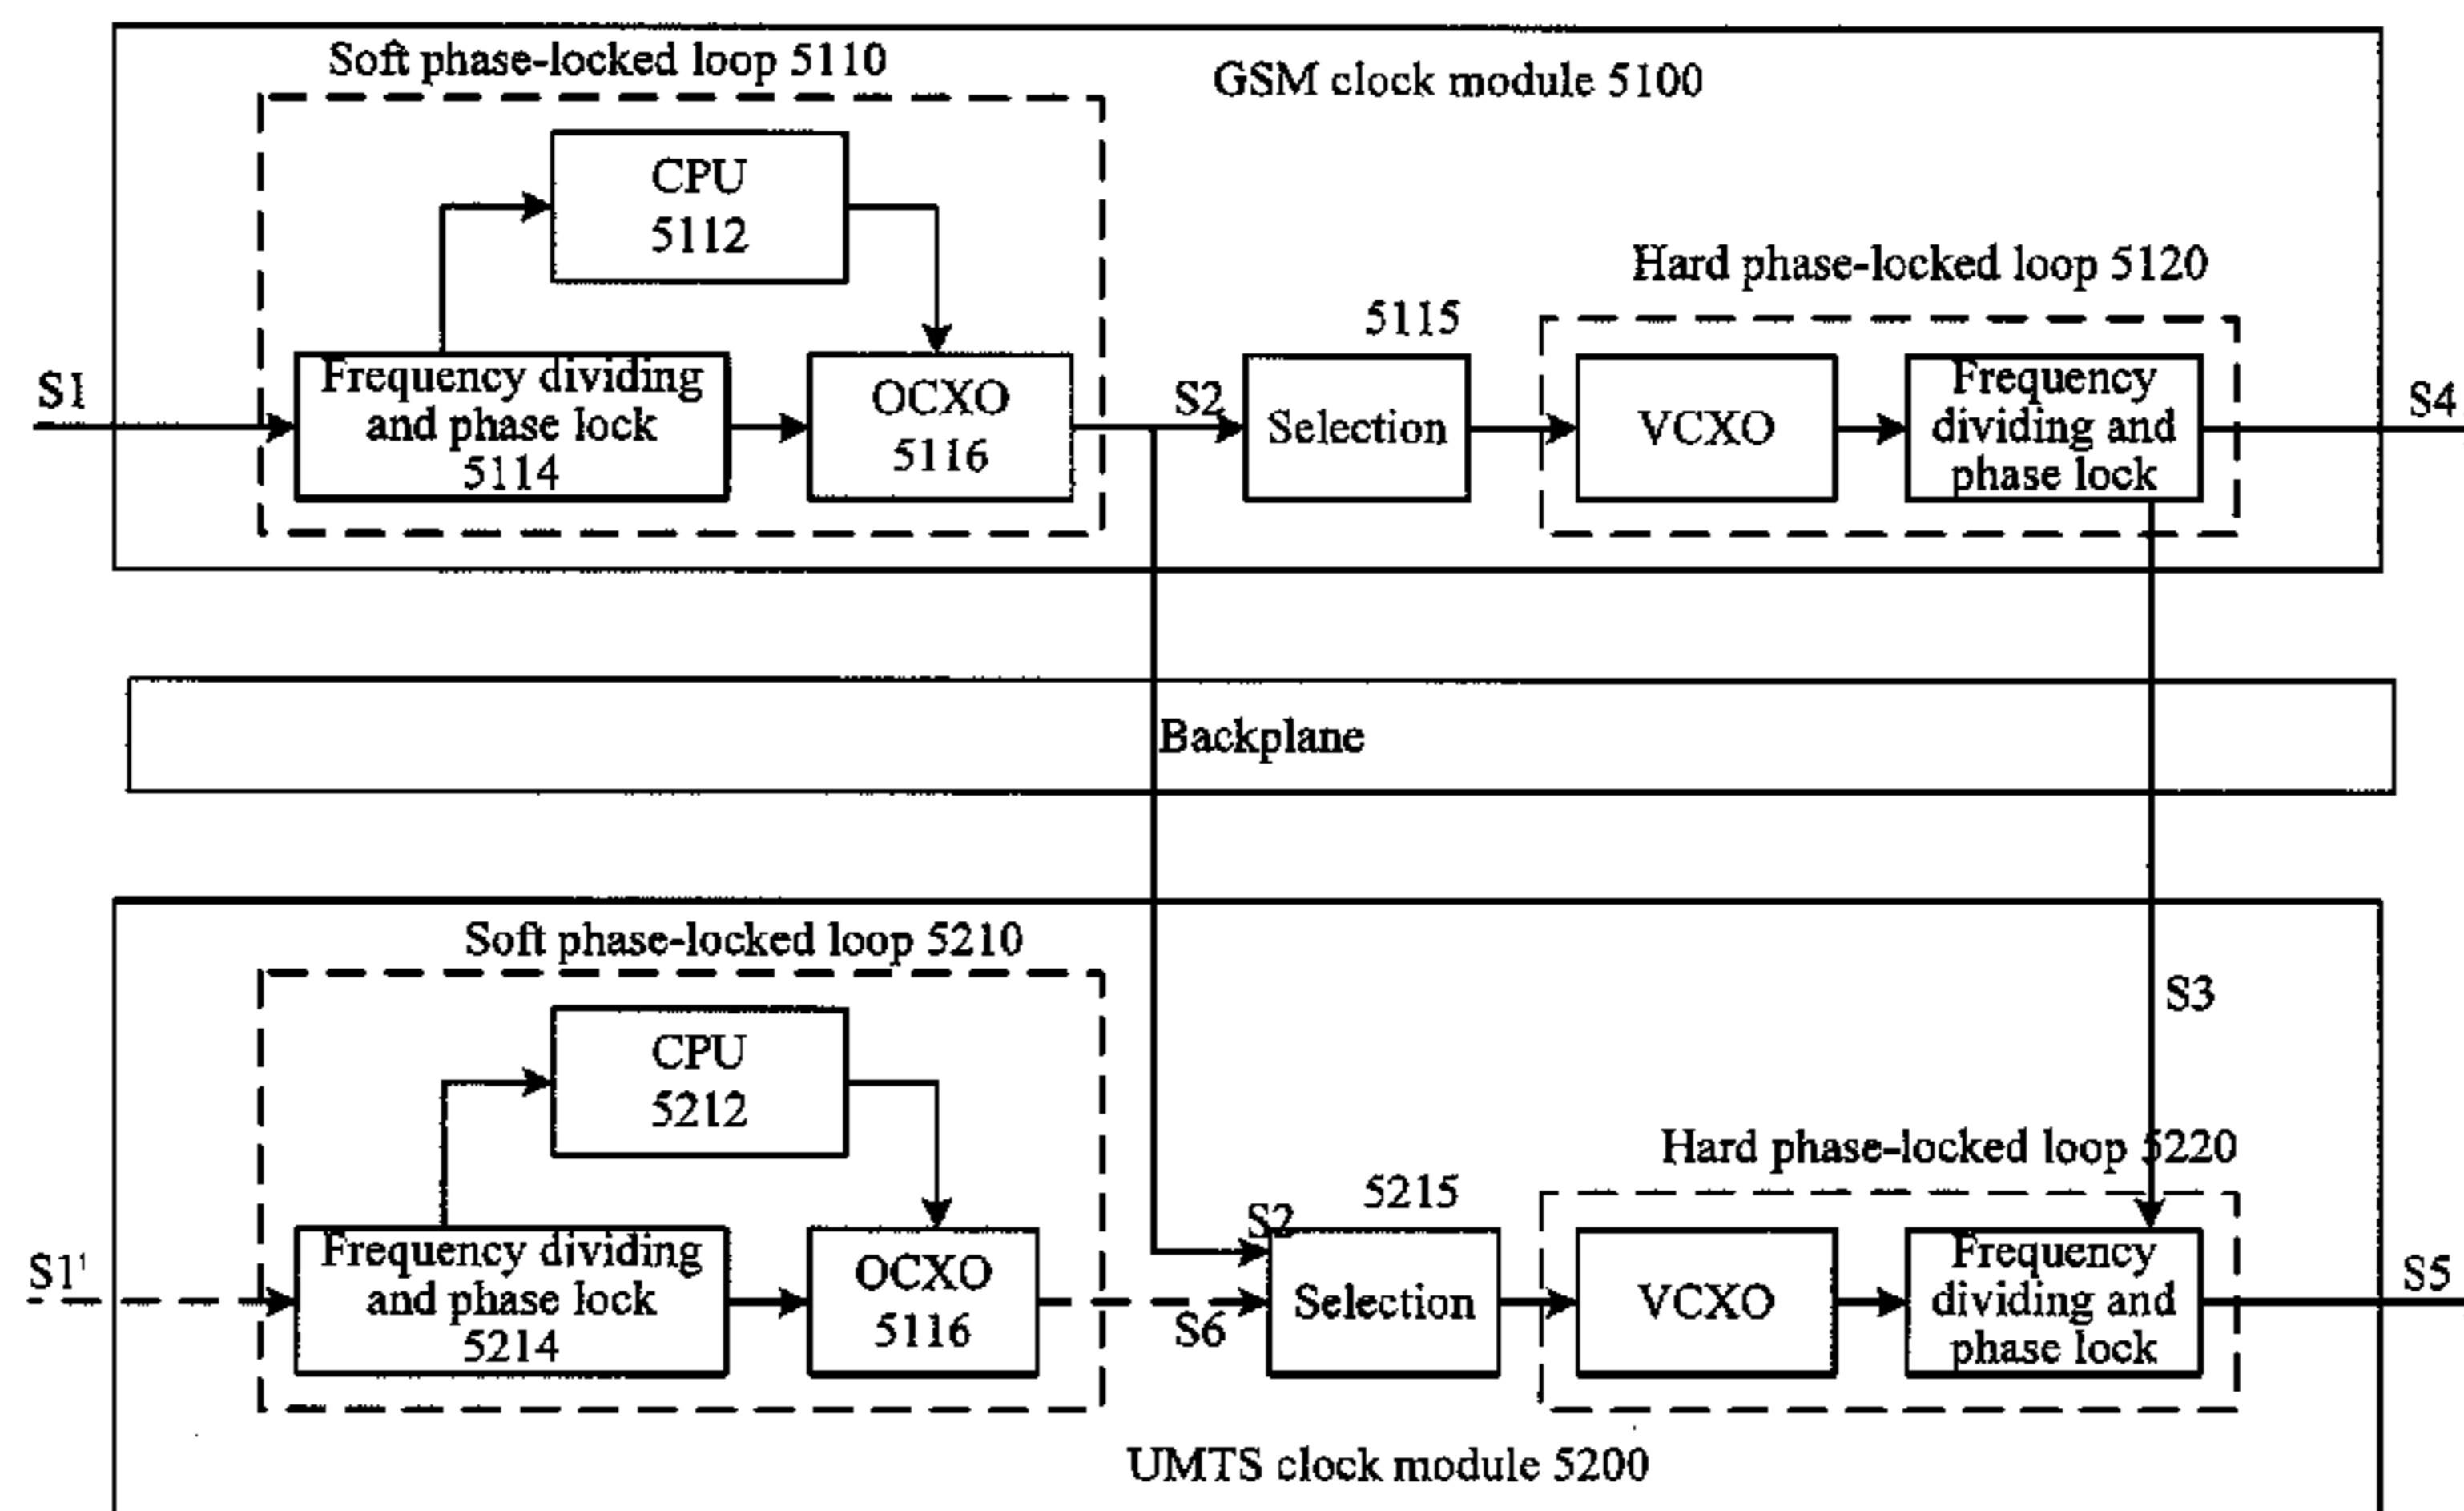 Soft phase-locked loop 5110
GSM clock module 5100
CPU
5112
Hard phase-locked loop 5120
5115
S1
Frequency dividing
and phase lock
5114
OCXO
5116
S2
Selection
VCXO
Frequency
dividing and
phase lock
S4
Backplane
Soft phase-locked loop 5210
S3
CPU
5212
Hard phase-locked loop 5220
5215
S1'
Frequency dividing
and phase lock
5214
OCXO
5116
S2
S6
Selection
VCXO
Frequency
dividing and
phase lock
S5
UMTS clock module 5200